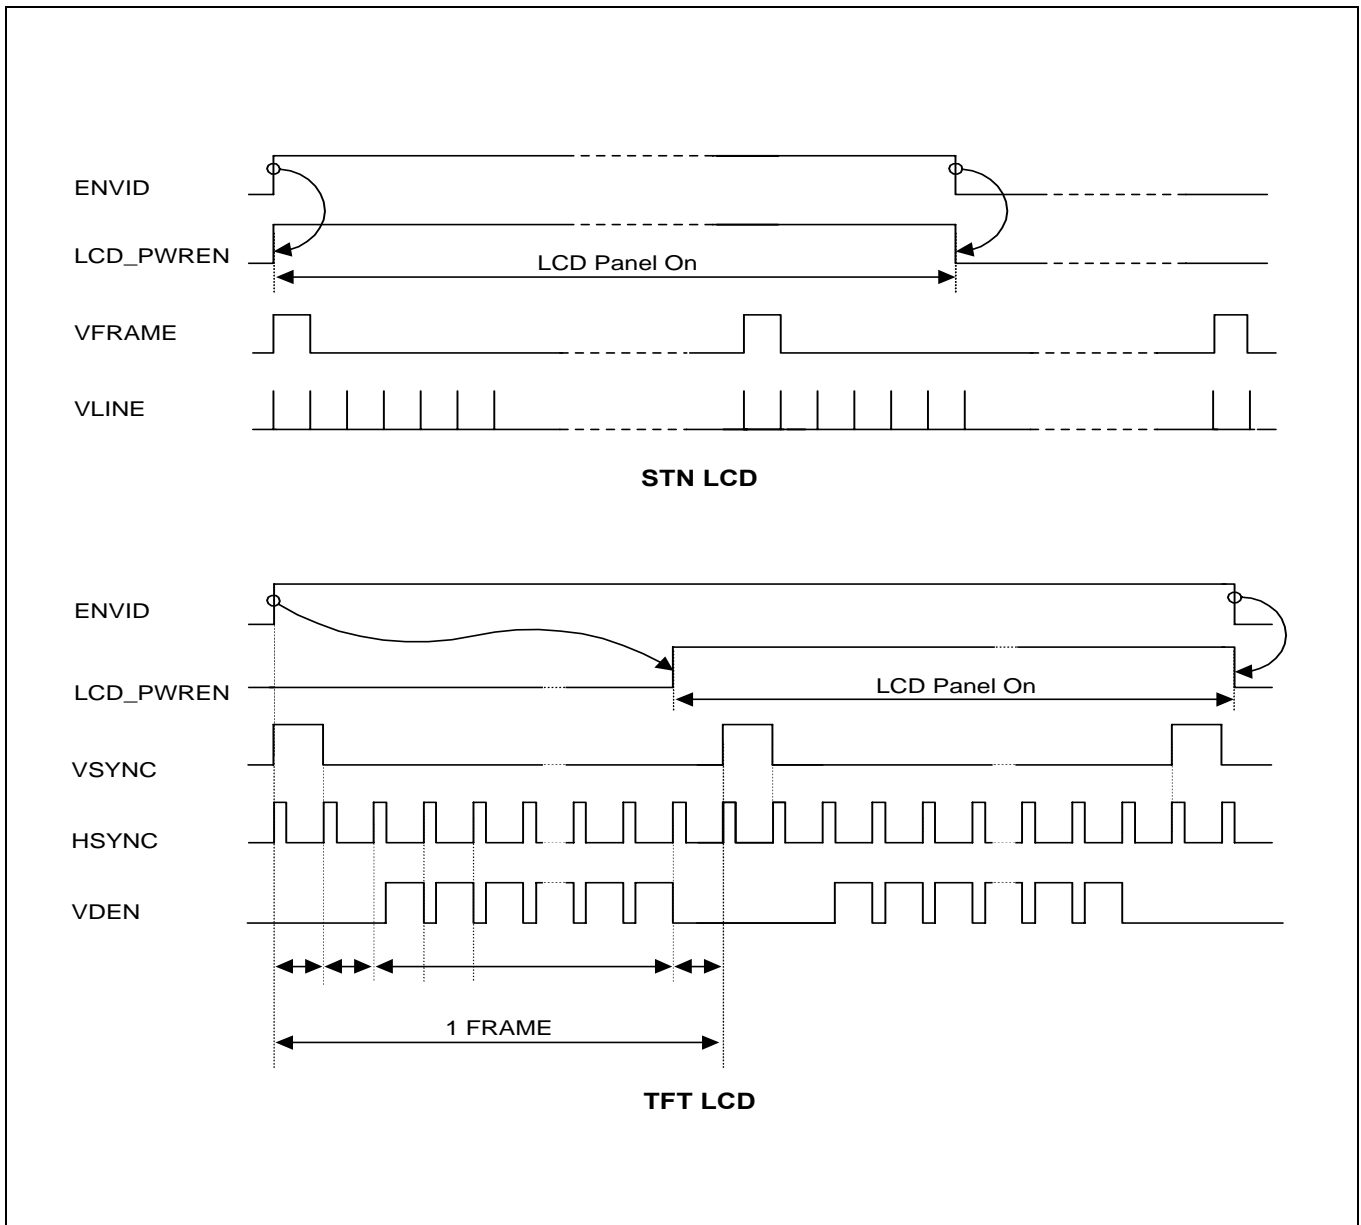 ENVID
LCD_PWREN
LCD Panel On
VFRAME
VLINE
STN LCD
ENVID
LCD_PWREN
LCD Panel On
VSYNC
HSYNC
VDEN
1 FRAME
TFT LCD